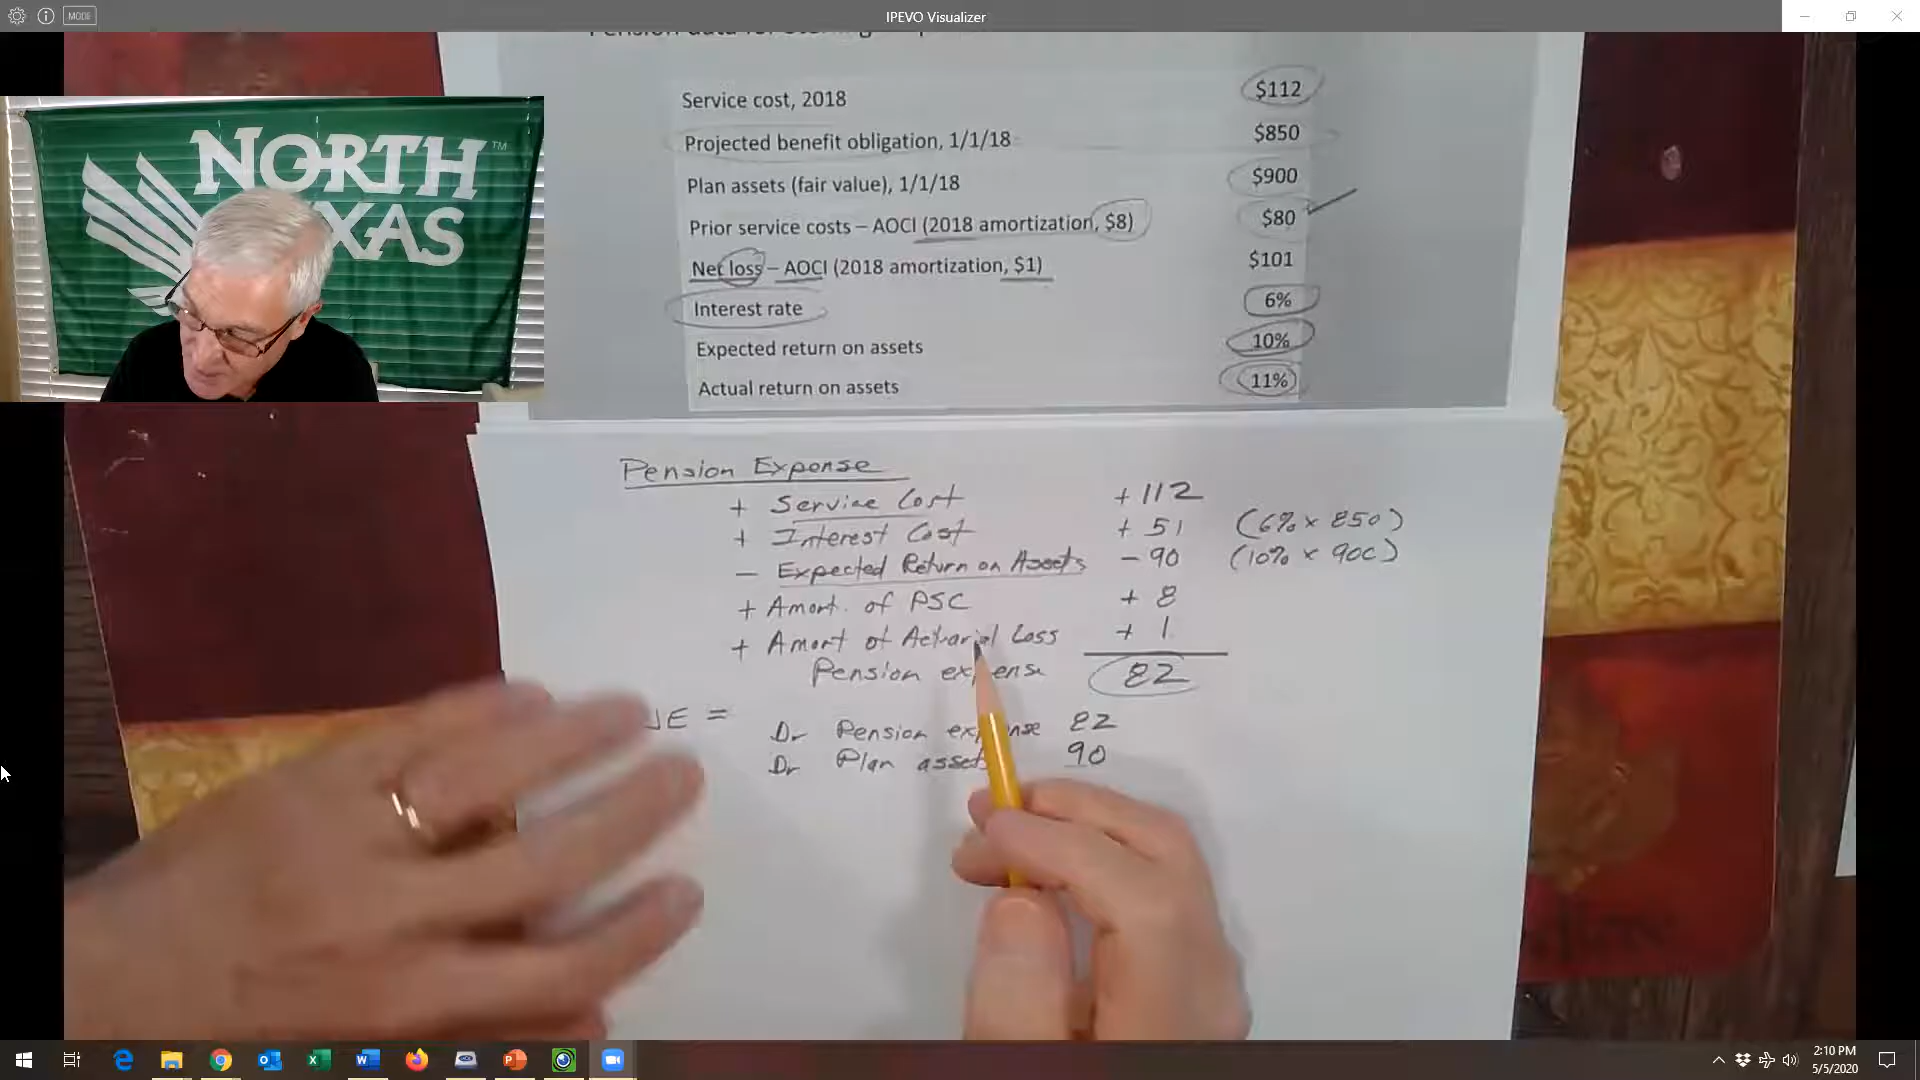 MODE
IPEVO Visualizer
NORTH
TEXAS
TM
Service cost, 2018 $112
Projected benefit obligation, 1/1/18 $850
Plan assets (fair value), 1/1/18 $900
Prior service costs – AOCI (2018 amortization, $8) $80
Net loss – AOCI (2018 amortization, $1) $101
Interest rate 6%
Expected return on assets 10%
Actual return on assets 11%
Pension Expense
+ Service Cost + 112
+ Interest Cost + 51 (6% x 850)
- Expected Return on Assets - 90 (10% x 900)
+ Amort. of PSC + 8
+ Amort of Actuarial Loss + 1
Pension expense 82
JE =
Dr Pension expense 82
Dr Plan assets 90
2:10 PM
5/5/2020